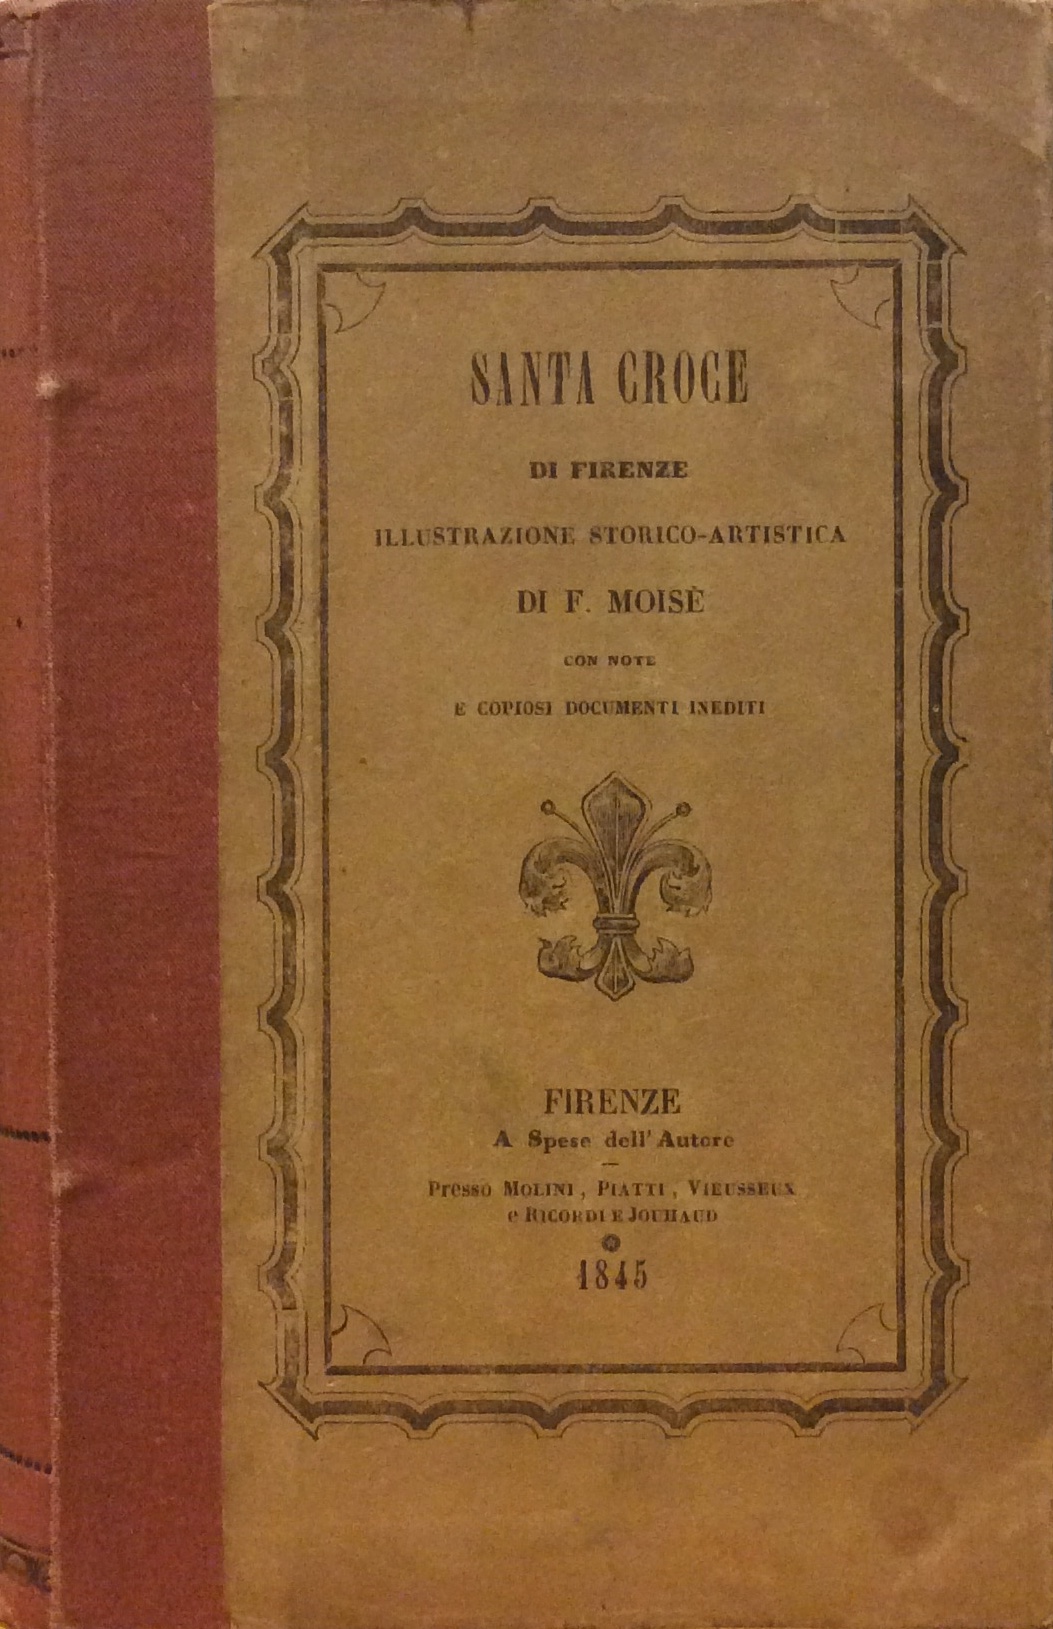 SANTA CROCE
DI FIRENZE
ILLUSTRAZIONE STORICO-ARTISTICA
DI F. MOISÈ
CON NOTE
E COPIOSI DOCUMENTI INEDITI
FIRENZE
A Spese dell' Autore
Presso MOLINI, PIATTI, VIEUSSEUX
e RICORDI E JOUHAUD
1845